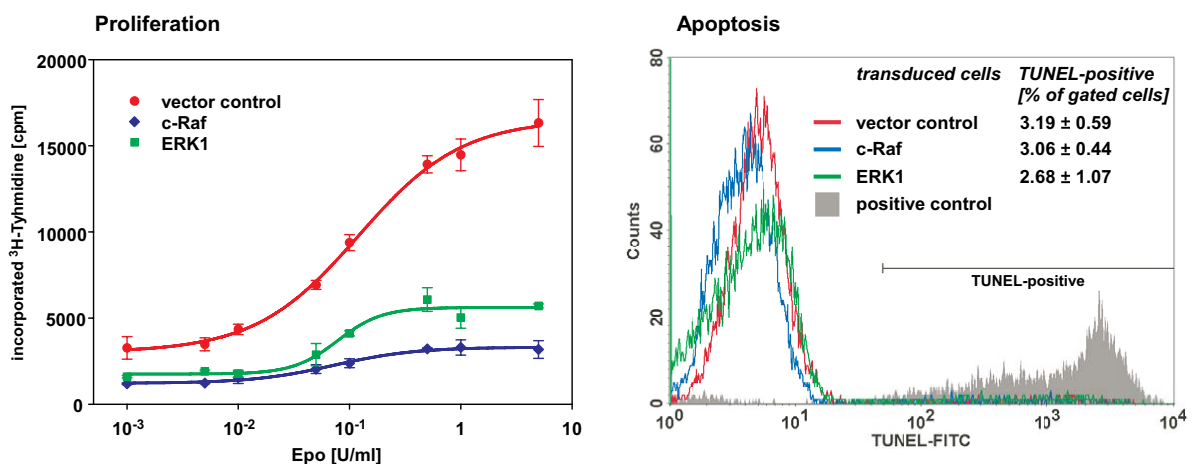 Proliferation
20000
15000
10000
5000
0
incorporated ³H-Tyhmidine [cpm]
vector control
c-Raf
ERK1
10⁻³ 10⁻² 10⁻¹ 1 10
Epo [U/ml]
Apoptosis
80
60
40
20
0
Counts
transduced cells TUNEL-positive
[% of gated cells]
vector control 3.19 ± 0.59
c-Raf 3.06 ± 0.44
ERK1 2.68 ± 1.07
positive control
TUNEL-positive
10⁰ 10¹ 10² 10³ 10⁴
TUNEL-FITC